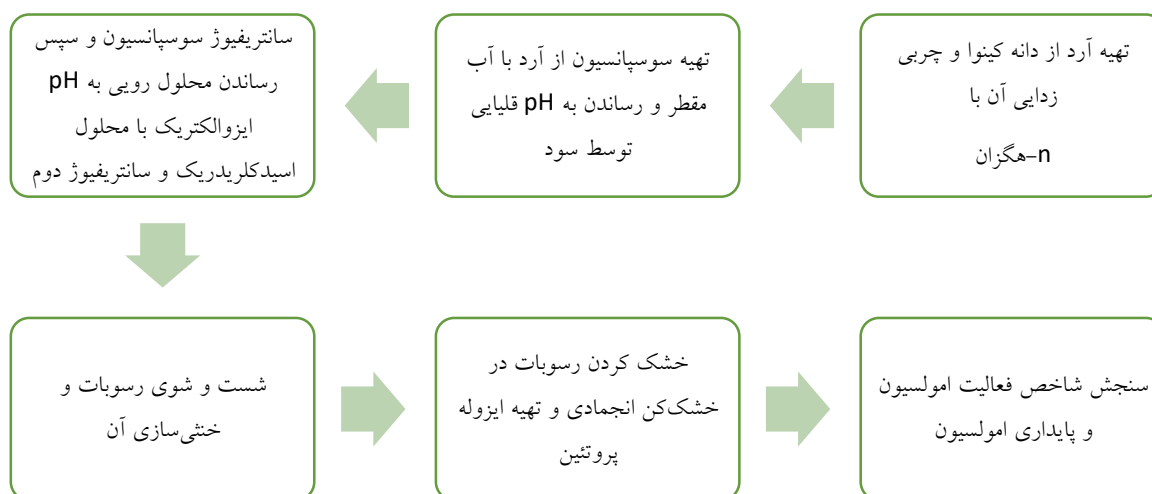 تهیه آرد از دانه کینوا و چربی
زدایی آن با
n-هگزان
تهیه سوسپانسیون از آرد با آب
مقطر و رساندن به pH قلیایی
توسط سود
سانتریفیوژ سوسپانسیون و سپس
رساندن محلول رویی به pH
ایزوالکتریک با محلول
اسیدکلریدریک و سانتریفیوژ دوم
شست و شوی رسوبات و
خنثی‌سازی آن
خشک کردن رسوبات در
خشک‌کن انجمادی و تهیه ایزوله
پروتئین
سنجش شاخص فعالیت امولسیون
و پایداری امولسیون